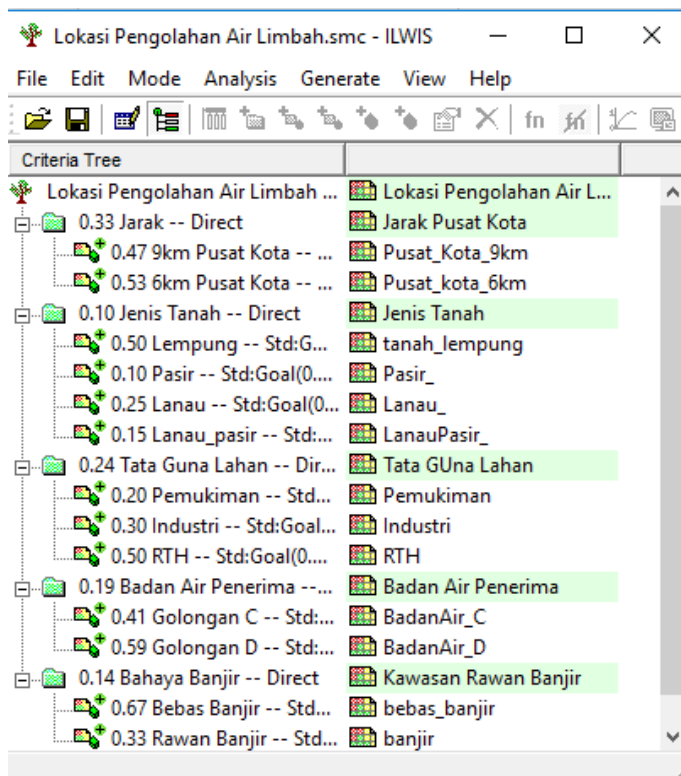 Lokasi Pengolahan Air Limbah.smc - ILWIS
File Edit Mode Analysis Generate View Help
fn fn
Criteria Tree
Lokasi Pengolahan Air Limbah ... Lokasi Pengolahan Air L...
0.33 Jarak -- Direct Jarak Pusat Kota
0.47 9km Pusat Kota -- ... Pusat_Kota_9km
0.53 6km Pusat Kota -- ... Pusat_kota_6km
0.10 Jenis Tanah -- Direct Jenis Tanah
0.50 Lempung -- Std:G... tanah_lempung
0.10 Pasir -- Std:Goal(0.... Pasir_
0.25 Lanau -- Std:Goal(0... Lanau_
0.15 Lanau_pasir -- Std:... LanauPasir_
0.24 Tata GUna Lahan -- Dir... Tata GUna Lahan
0.20 Pemukiman -- Std... Pemukiman
0.30 Industri -- Std:Goal... Industri
0.50 RTH -- Std:Goal(0.... RTH
0.19 Badan Air Penerima --... Badan Air Penerima
0.41 Golongan C -- Std:... BadanAir_C
0.59 Golongan D -- Std:... BadanAir_D
0.14 Bahaya Banjir -- Direct Kawasan Rawan Banjir
0.67 Bebas Banjir -- Std... bebas_banjir
0.33 Rawan Banjir -- Std... banjir